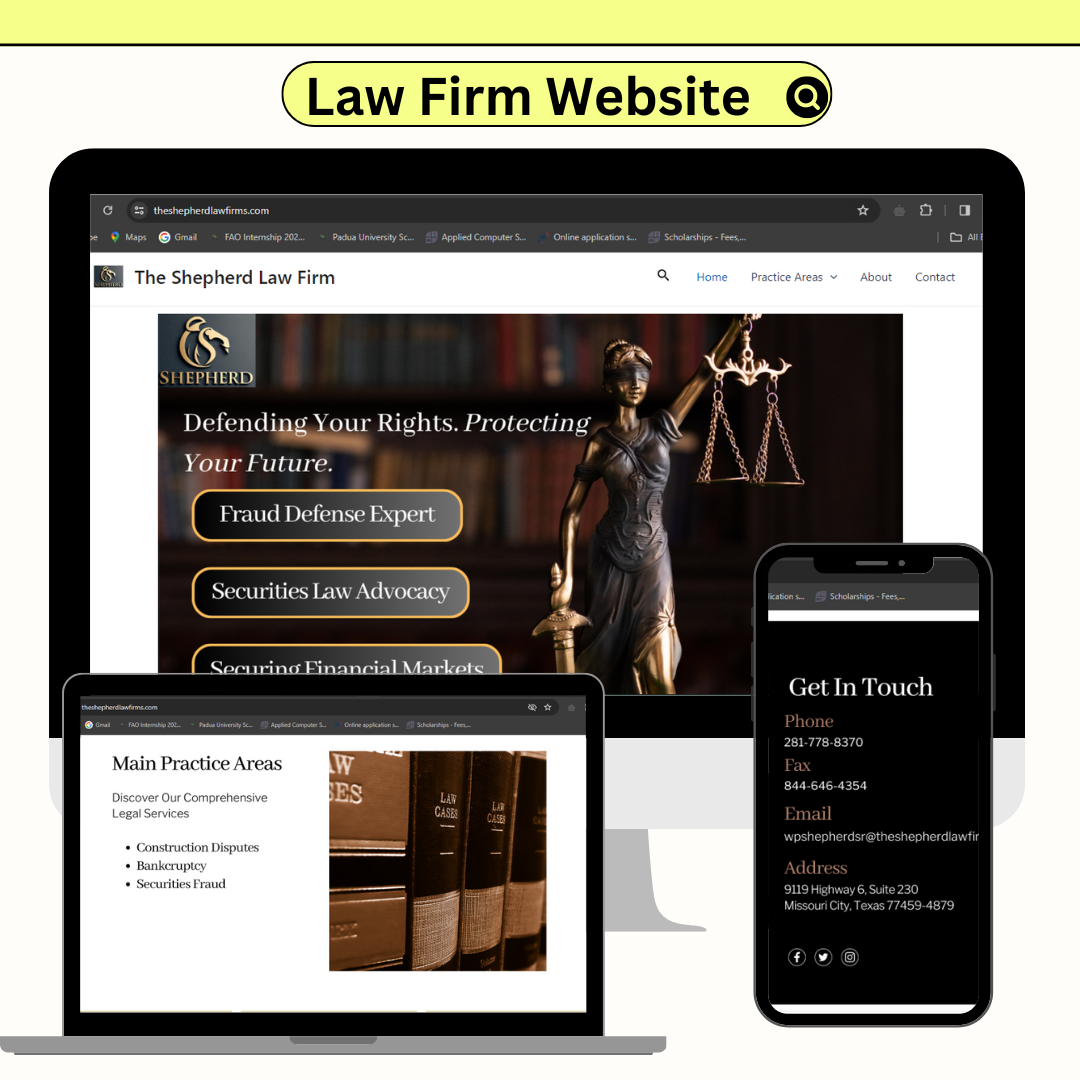 Law Firm Website
theshepherdlawfirms.com
Maps Gmail FAO Internship 202... Padua University Sc... Applied Computer S... Online application s... Scholarships - Fees,... All
The Shepherd Law Firm Home Practice Areas About Contact
SHEPHERD
Defending Your Rights. Protecting
Your Future.
Fraud Defense Expert
Securities Law Advocacy
Securing Financial Markets
theshepherdlawfirms.com
Gmail FAO Internship 202... Padua University Sc... Applied Computer S... Online application s... Scholarships - Fees,...
Main Practice Areas
Discover Our Comprehensive
Legal Services
• Construction Disputes
• Bankcruptcy
• Securities Fraud
LAW
CASES
LAW
CASES
lication s... Scholarships - Fees,...
Get In Touch
Phone
281-778-8370
Fax
844-646-4354
Email
wpshepherdsr@theshepherdlawfir
Address
9119 Highway 6, Suite 230
Missouri City, Texas 77459-4879